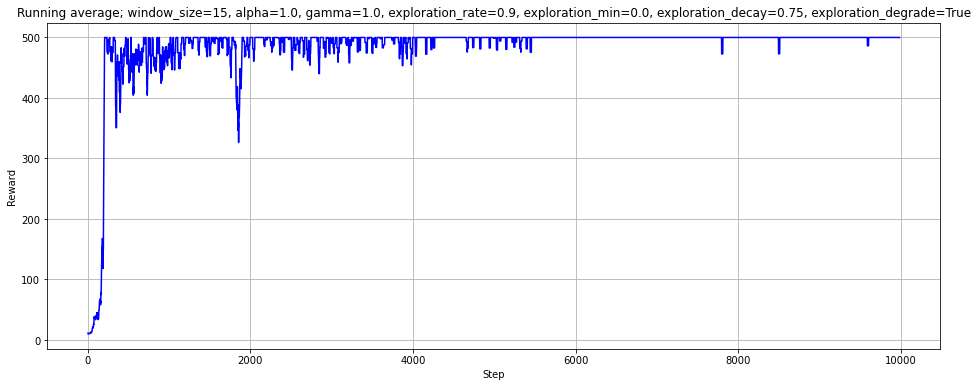 Running average; window_size=15, alpha=1.0, gamma=1.0, exploration_rate=0.9, exploration_min=0.0, exploration_decay=0.75, exploration_degrade=True
500
400
300
200
100
0
Reward
0 2000 4000 6000 8000 10000
Step